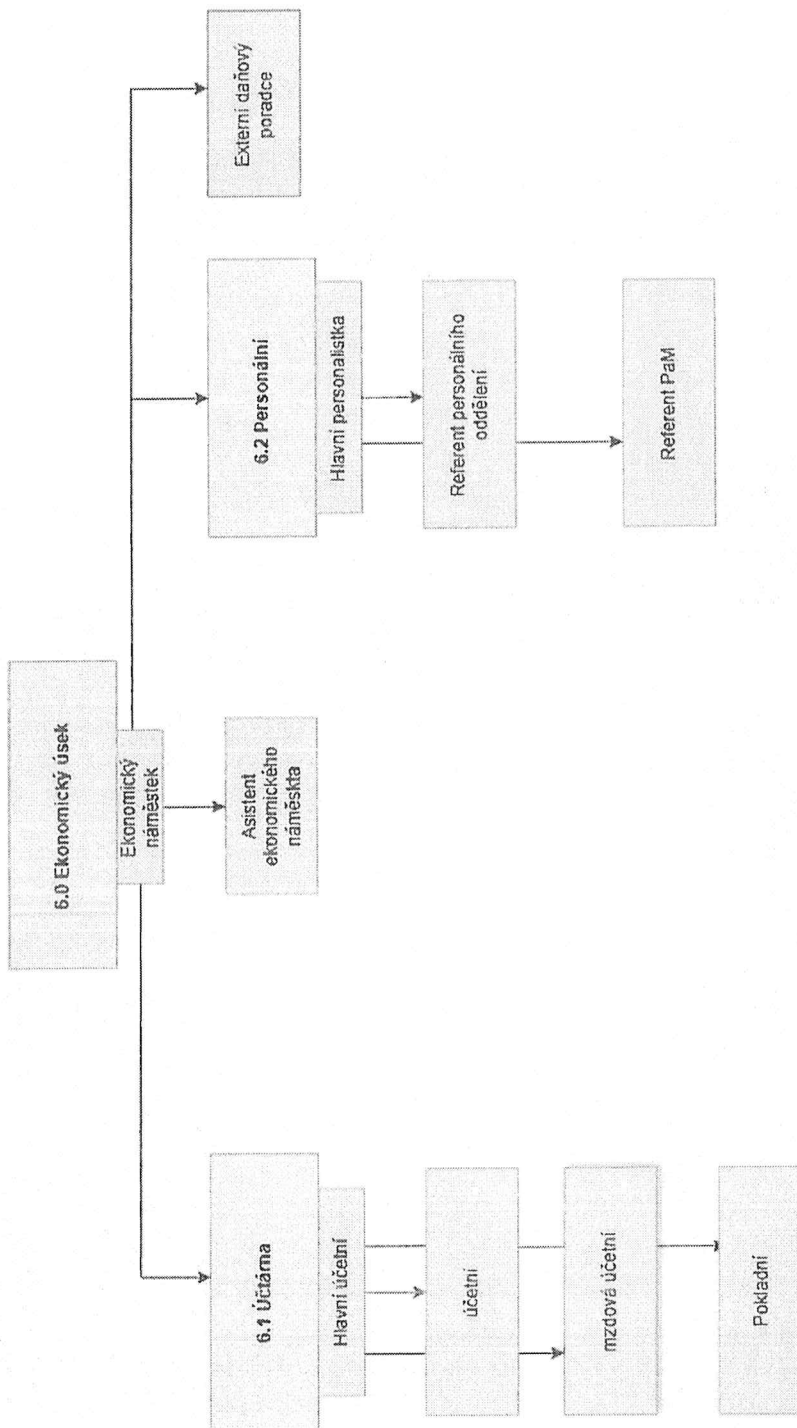 6.0 Ekonomický úsek
Ekonomický
náměstek
Asistent
ekonomického
náměskta
6.1 Účtárna
Hlavní účetní
účetní
mzdová účetní
Pokladní
6.2 Personální
Hlavní personalistka
Referent personálního
oddělení
Referent PaM
Externí daňový
poradce